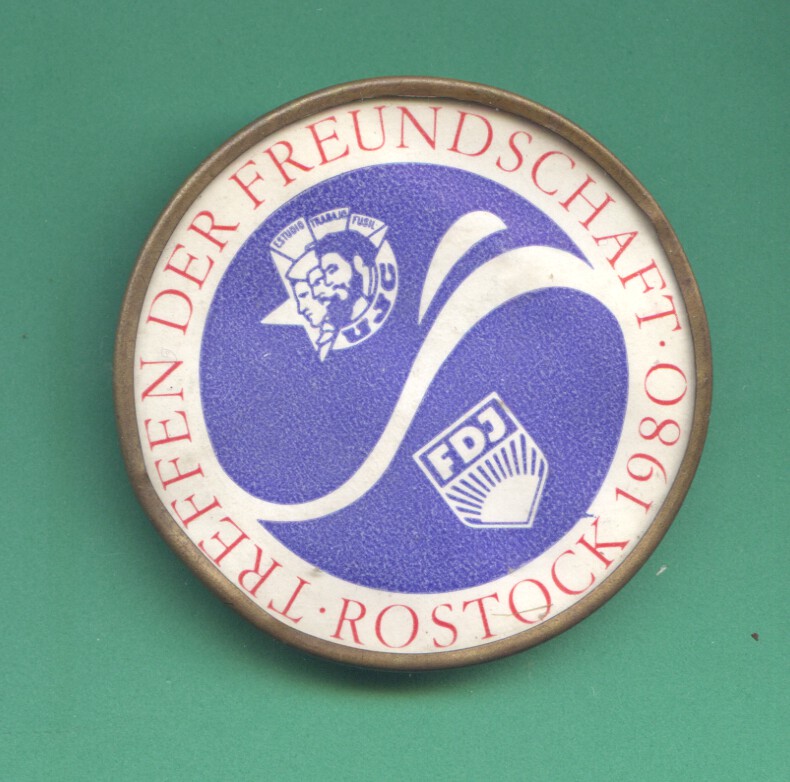 TREFFEN DER FREUNDSCHAFT · ROSTOCK 1980 ·
ESTUDIO TRABAJO FUSIL
UJC
FDJ